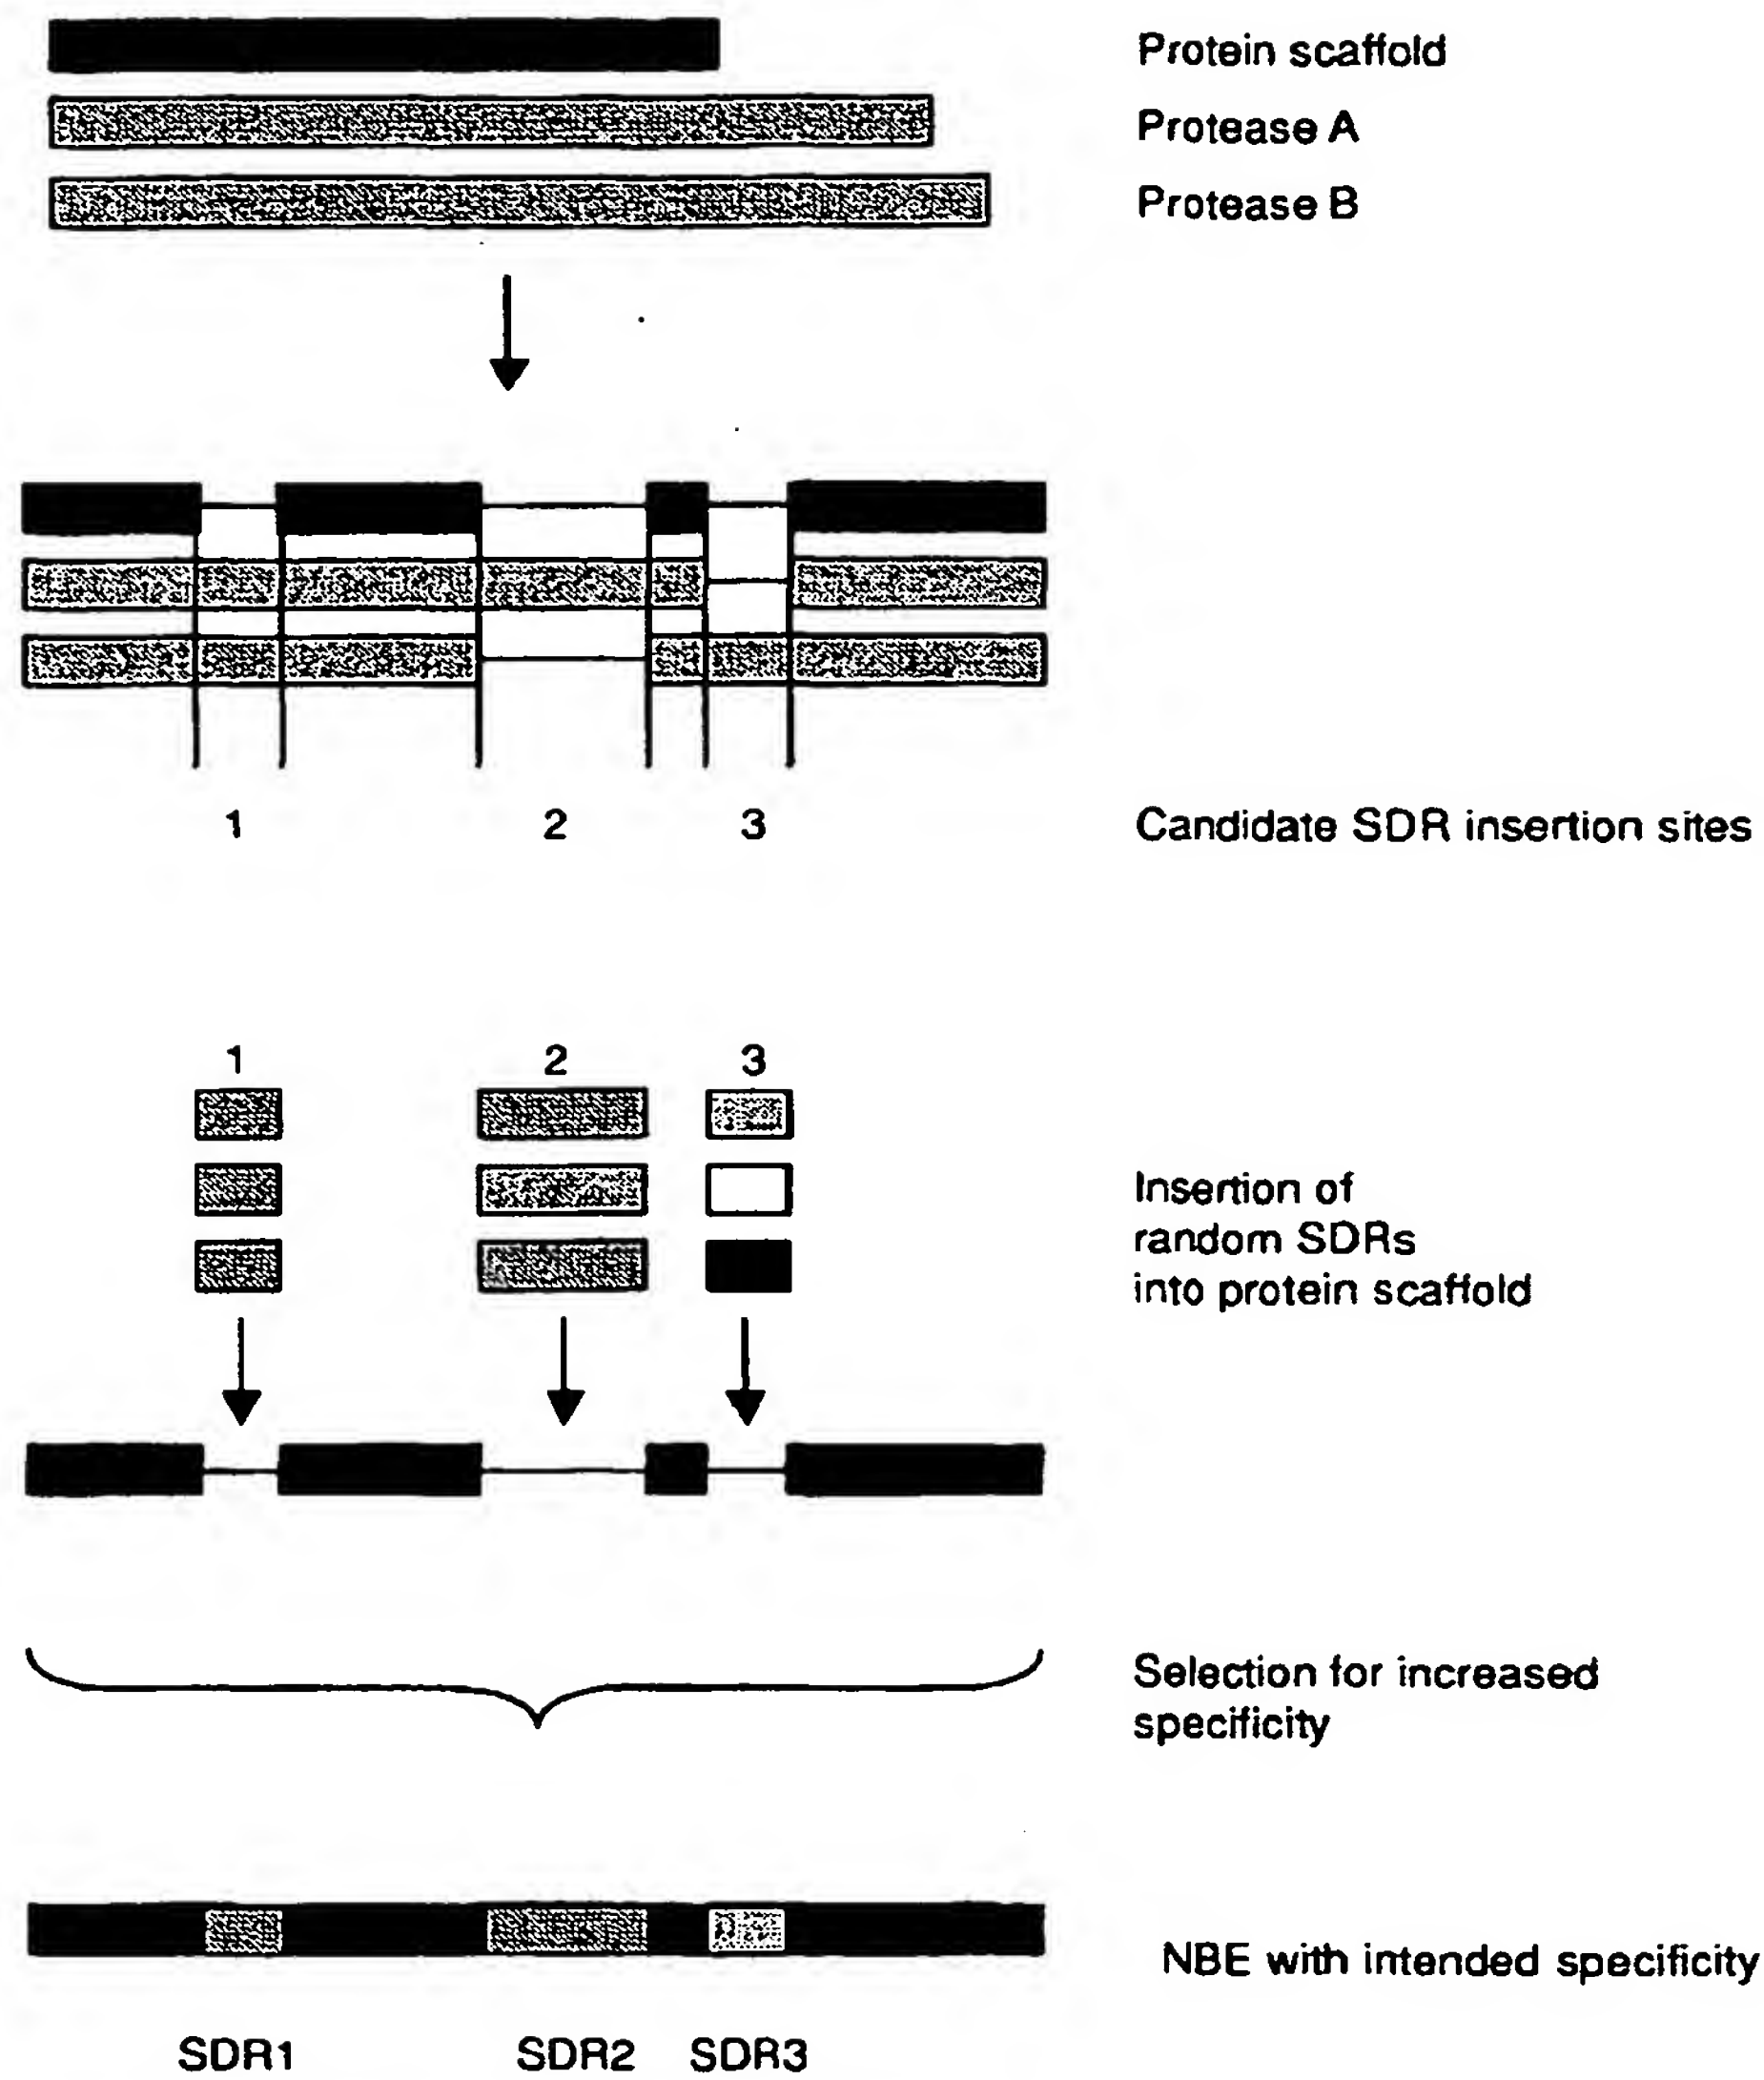 Protein scaffold
Protease A
Protease B
1 2 3 Candidate SDR insertion sites
1 2 3
Insertion of
random SDRs
into protein scaffold
Selection for increased
specificity
NBE with intended specificity
SDR1 SDR2 SDR3